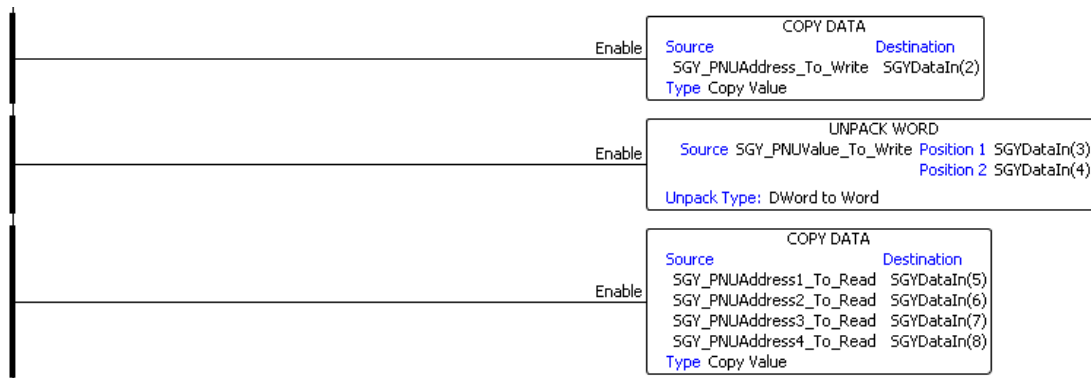 COPY DATA
Enable
Source Destination
SGY_PNUAddress_To_Write SGYDataIn(2)
Type Copy Value
UNPACK WORD
Enable
Source SGY_PNUValue_To_Write Position 1 SGYDataIn(3)
Position 2 SGYDataIn(4)
Unpack Type: DWord to Word
COPY DATA
Source Destination
SGY_PNUAddress1_To_Read SGYDataIn(5)
Enable
SGY_PNUAddress2_To_Read SGYDataIn(6)
SGY_PNUAddress3_To_Read SGYDataIn(7)
SGY_PNUAddress4_To_Read SGYDataIn(8)
Type Copy Value